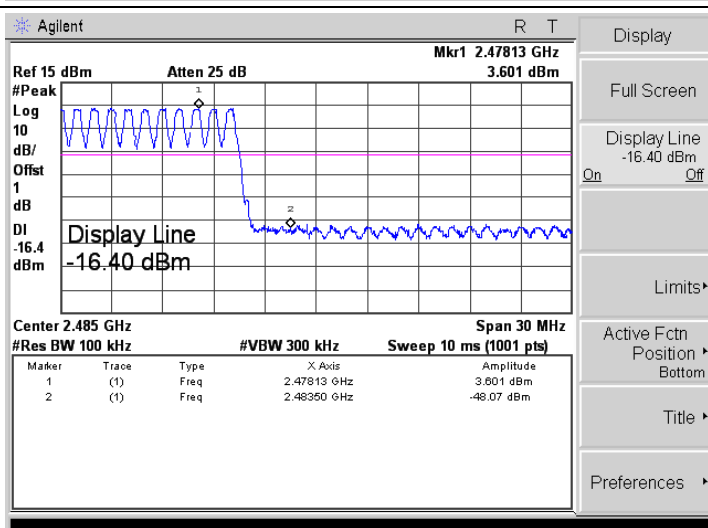 Agilent R T
Mkr1 2.47813 GHz
Ref 15 dBm Atten 25 dB 3.601 dBm
#Peak
Log
10
dB/
Offst
1
dB
DI
-16.4
dBm
1
2
Display Line
-16.40 dBm
Center 2.485 GHz Span 30 MHz
#Res BW 100 kHz #VBW 300 kHz Sweep 10 ms (1001 pts)
Marker Trace Type X Axis Amplitude
1 (1) Freq 2.47813 GHz 3.601 dBm
2 (1) Freq 2.48350 GHz -48.07 dBm
Display
Full Screen
Display Line
-16.40 dBm
On Off
Limits
Active Fctn
Position
Bottom
Title
Preferences